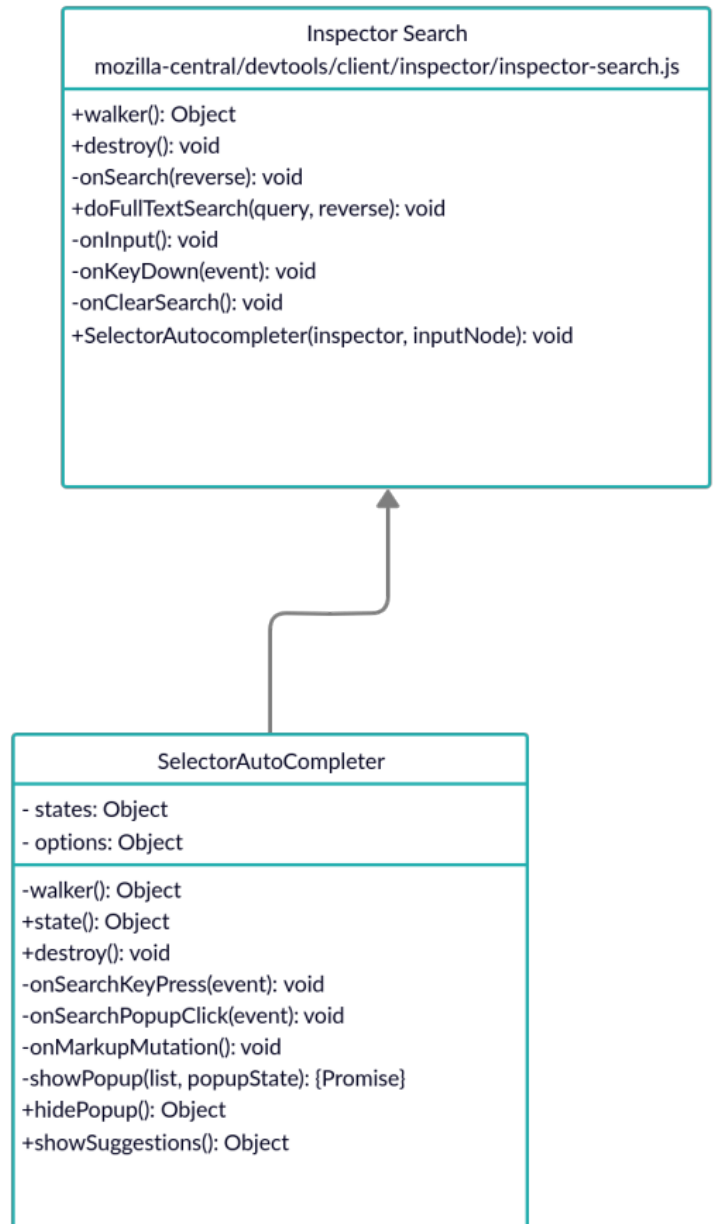 Inspector Search
mozilla-central/devtools/client/inspector/inspector-search.js
+walker(): Object
+destroy(): void
-onSearch(reverse): void
+doFullTextSearch(query, reverse): void
-onInput(): void
-onKeyDown(event): void
-onClearSearch(): void
+SelectorAutocompleter(inspector, inputNode): void
SelectorAutoCompleter
- states: Object
- options: Object
-walker(): Object
+state(): Object
+destroy(): void
-onSearchKeyPress(event): void
-onSearchPopupClick(event): void
-onMarkupMutation(): void
-showPopup(list, popupState): {Promise}
+hidePopup(): Object
+showSuggestions(): Object